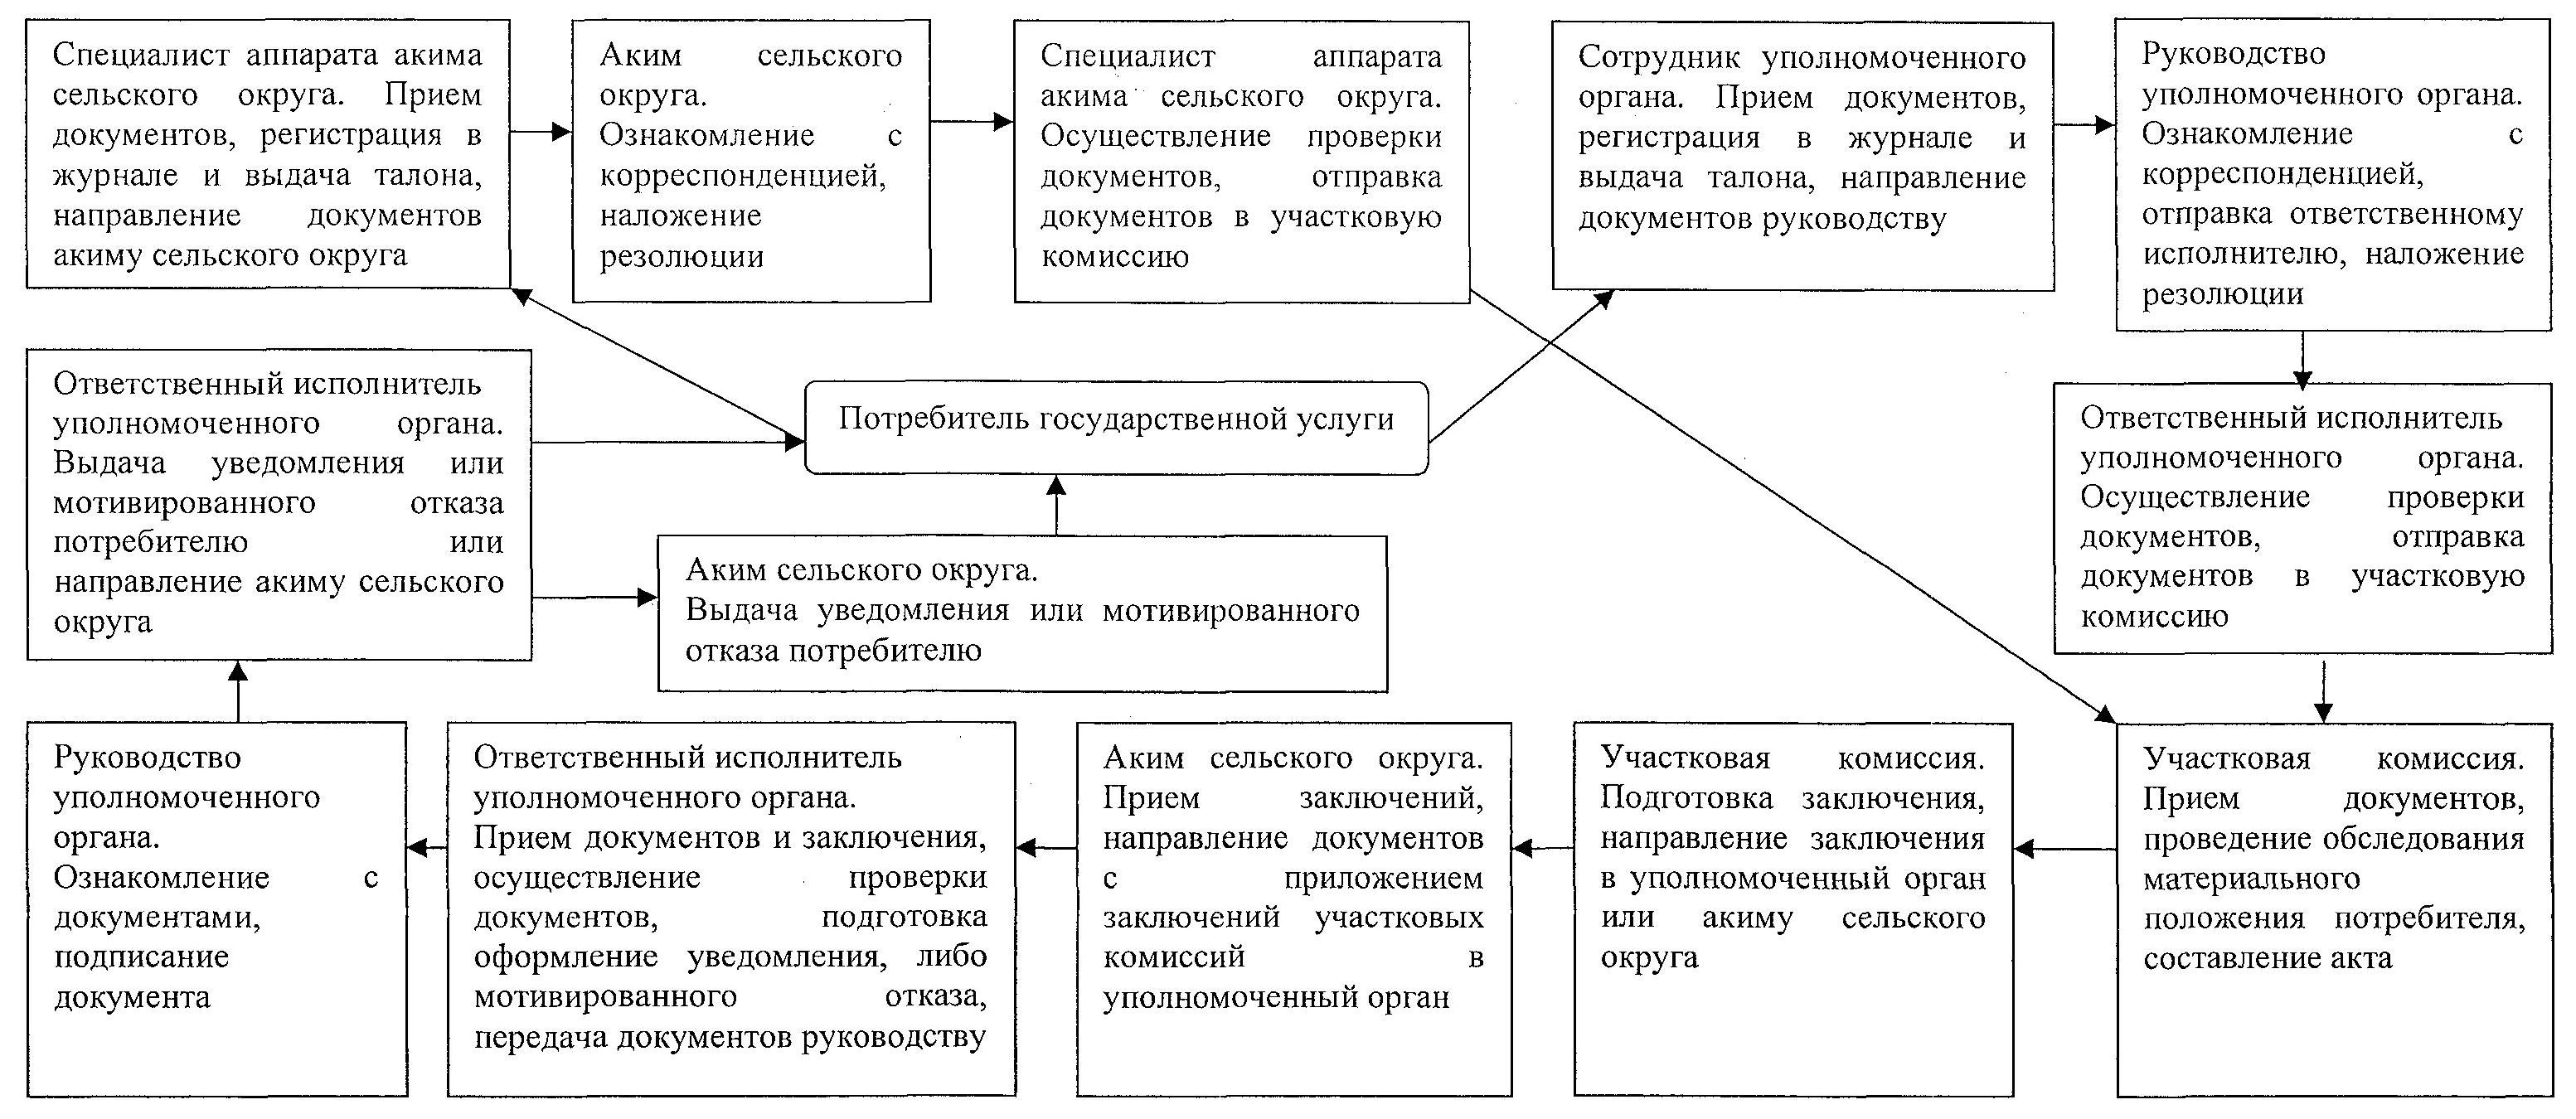 Специалист аппарата акима
сельского округа. Прием
документов, регистрация в
журнале и выдача талона,
направление документов
акиму сельского округа
Аким сельского
округа.
Ознакомление с
корреспонденцией,
наложение
резолюции
Специалист аппарата
акима сельского округа.
Осуществление проверки
документов, отправка
документов в участковую
комиссию
Сотрудник уполномоченного
органа. Прием документов,
регистрация в журнале и
выдача талона, направление
документов руководству
Руководство
уполномоченного органа.
Ознакомление с
корреспонденцией,
отправка ответственному
исполнителю, наложение
резолюции
Ответственный исполнитель
уполномоченного органа.
Выдача уведомления или
мотивированного отказа
потребителю или
направление акиму сельского
округа
Потребитель государственной услуги
Ответственный исполнитель
уполномоченного органа.
Осуществление проверки
документов, отправка
документов в участковую
комиссию
Аким сельского округа.
Выдача уведомления или мотивированного
отказа потребителю
Руководство
уполномоченного
органа.
Ознакомление с
документами,
подписание
документа
Ответственный исполнитель
уполномоченного органа.
Прием документов и заключения,
осуществление проверки
документов, подготовка
оформление уведомления, либо
мотивированного отказа,
передача документов руководству
Аким сельского округа.
Прием заключений,
направление документов
с приложением
заключений участковых
комиссий в
уполномоченный орган
Участковая комиссия.
Подготовка заключения,
направление заключения
в уполномоченный орган
или акиму сельского
округа
Участковая комиссия.
Прием документов,
проведение обследования
материального
положения потребителя,
составление акта